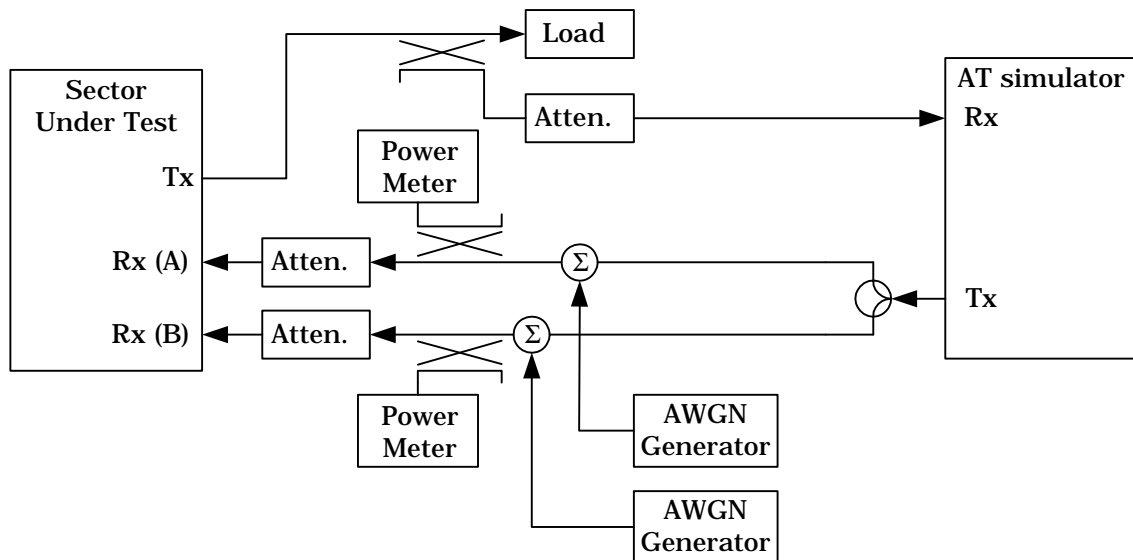 Load
Sector
Under Test
AT simulator
Atten.
Rx
Power
Meter
Tx
Rx (A)
Atten.
Σ
Tx
Rx (B)
Atten.
Σ
Power
Meter
AWGN
Generator
AWGN
Generator